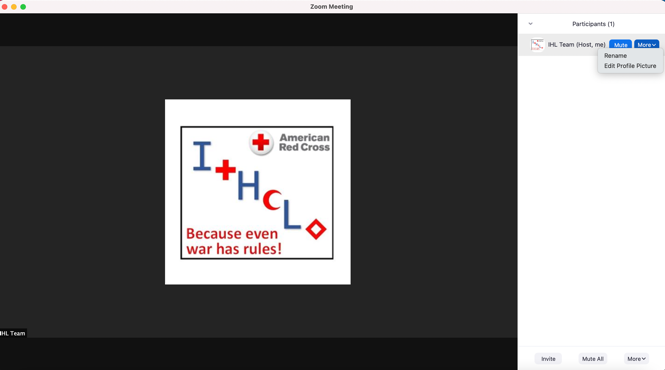 Zoom Meeting
Participants (1)
IHL Team (Host, me) Mute More
Rename
Edit Profile Picture
American
Red Cross
I
H
L
Because even
war has rules!
IHL Team
Invite Mute All More